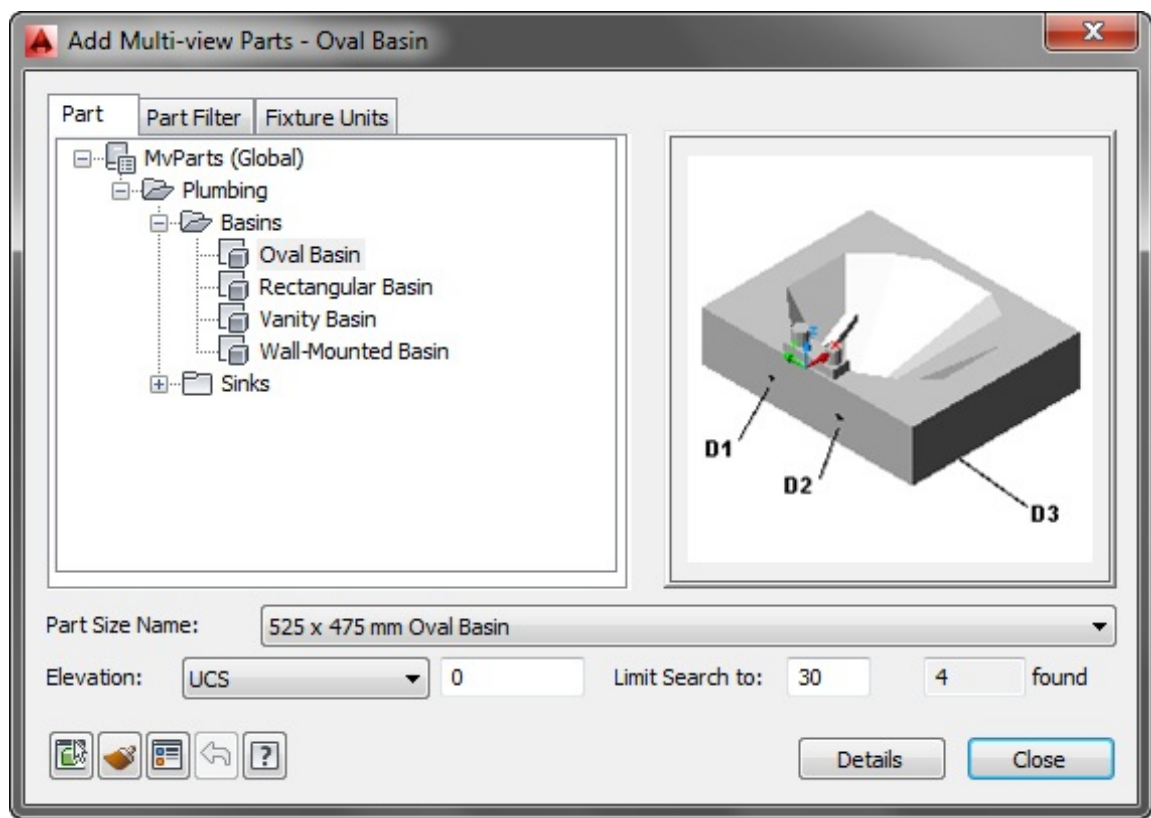 Add Multi-view Parts - Oval Basin
Part Part Filter Fixture Units
MvParts (Global)
Plumbing
Basins
Oval Basin
Rectangular Basin
Vanity Basin
Wall-Mounted Basin
Sinks
D1
D2
D3
Part Size Name: 525 x 475 mm Oval Basin
Elevation: UCS 0 Limit Search to: 30 4 found
Details Close